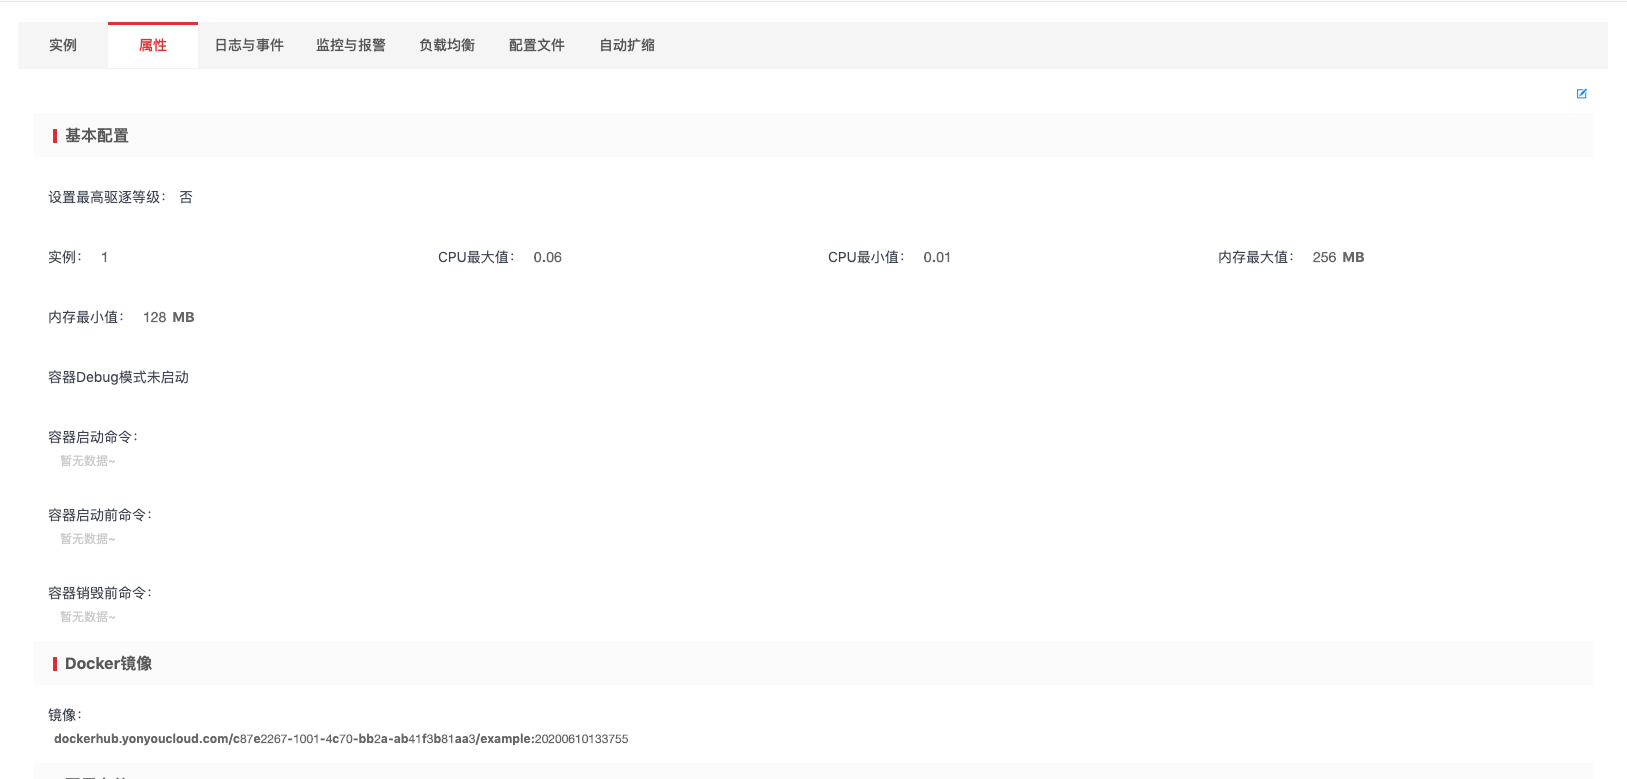 实例 属性 日志与事件 监控与报警 负载均衡 配置文件 自动扩缩
基本配置
设置最高驱逐等级： 否
实例： 1 CPU最大值： 0.06 CPU最小值： 0.01 内存最大值： 256 MB
内存最小值： 128 MB
容器Debug模式未启动
容器启动命令：
暂无数据~
容器启动前命令：
暂无数据~
容器销毁前命令：
暂无数据~
Docker镜像
镜像：
dockerhub.yonyoucloud.com/c87e2267-1001-4c70-bb2a-ab41f3b81aa3/example:20200610133755